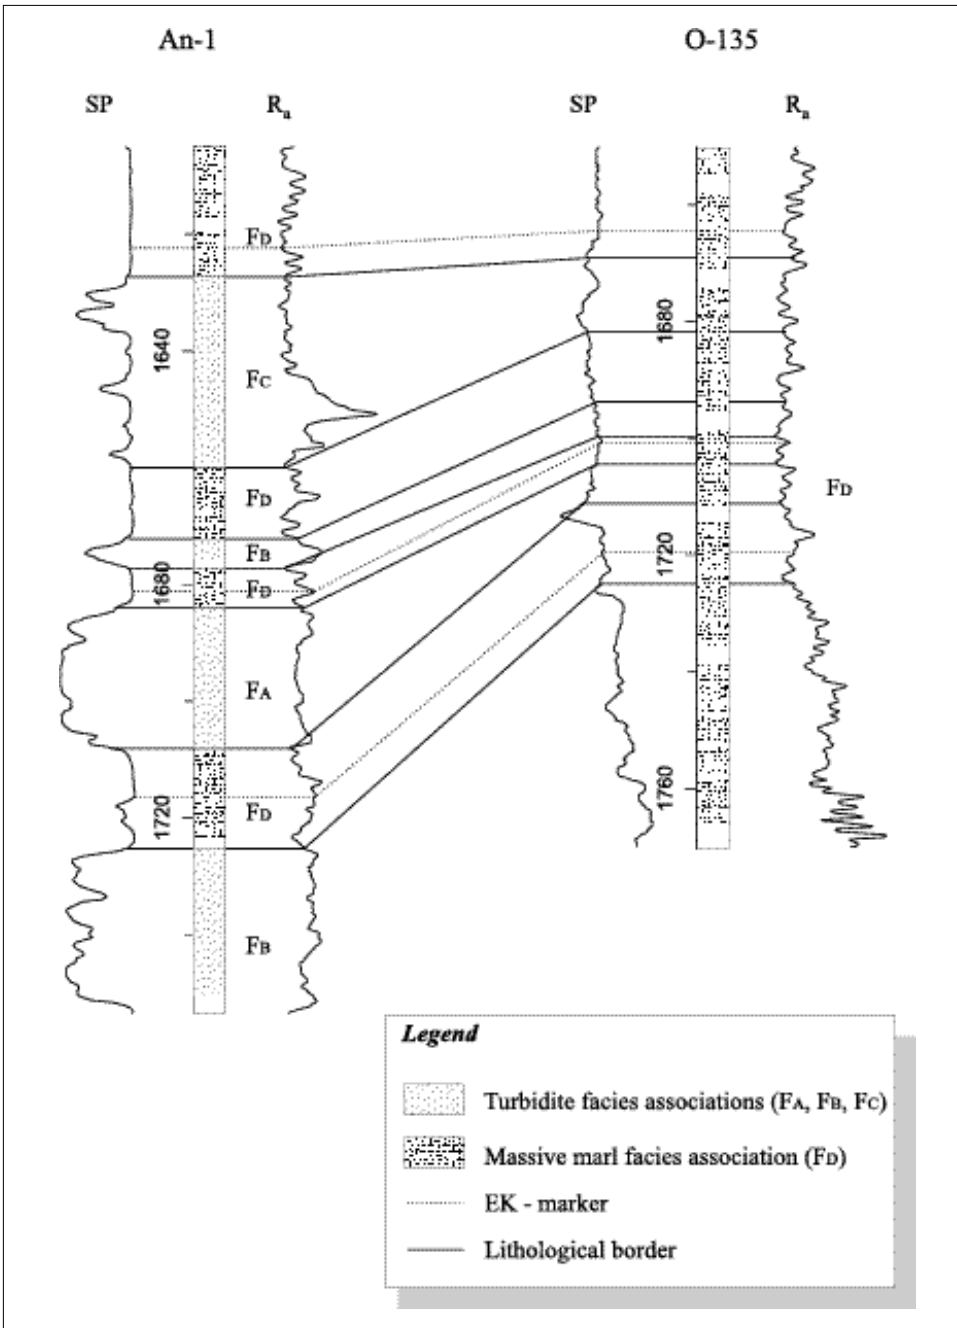 An-1 O-135
SP Ra SP Ra
FD
1680
1640
FC
FD
FD
FB
1720
1680
FD
FA
1760
1720
FD
FB
Legend
Turbidite facies associations (FA, FB, FC)
Massive marl facies association (FD)
EK - marker
Lithological border